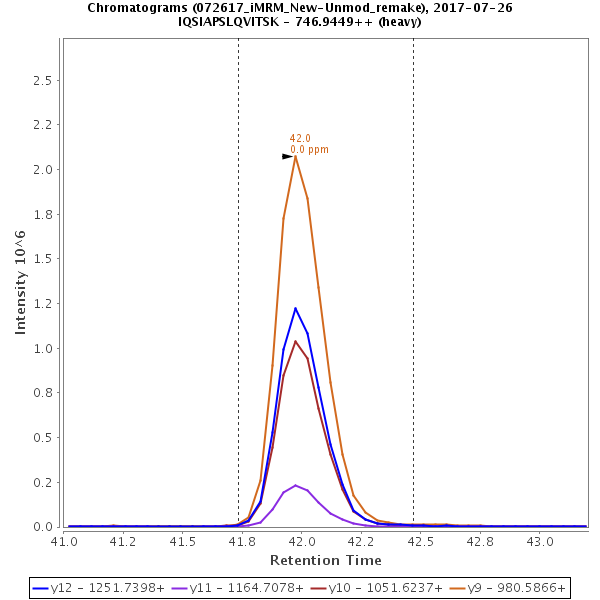 Chromatograms (072617_iMRM_New-Unmod_remake), 2017-07-26
IQSIAPSLQVITSK - 746.9449++ (heavy)
42.0
0.0 ppm
Intensity 10^6
2.5
2.2
2.0
1.8
1.5
1.2
1.0
0.8
0.5
0.2
0.0
41.0 41.2 41.5 41.8 42.0 42.2 42.5 42.8 43.0
Retention Time
y12 - 1251.7398+ y11 - 1164.7078+ y10 - 1051.6237+ y9 - 980.5866+